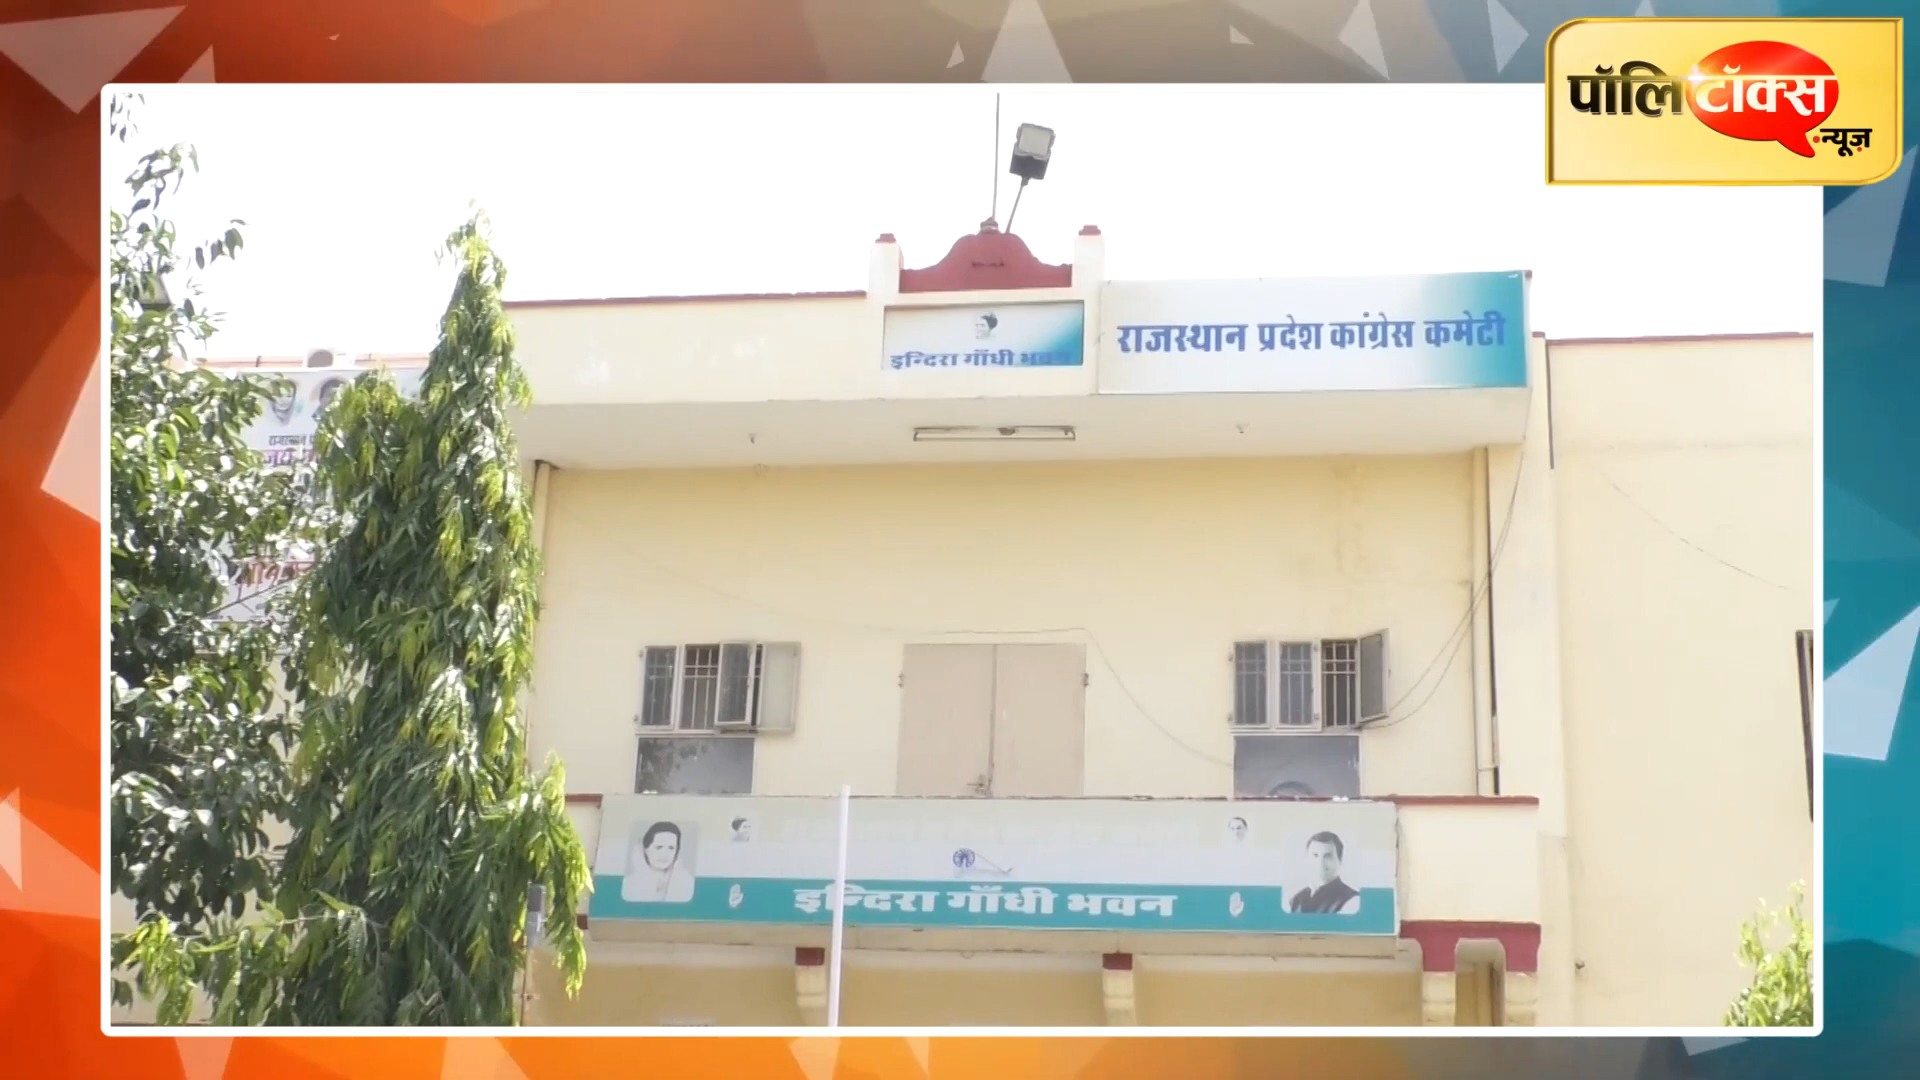 पॉलिटॉक्स
न्यूज़
इन्दिरा गाँधी भवन
राजस्थान प्रदेश कांग्रेस कमेटी
इन्दिरा गाँधी भवन